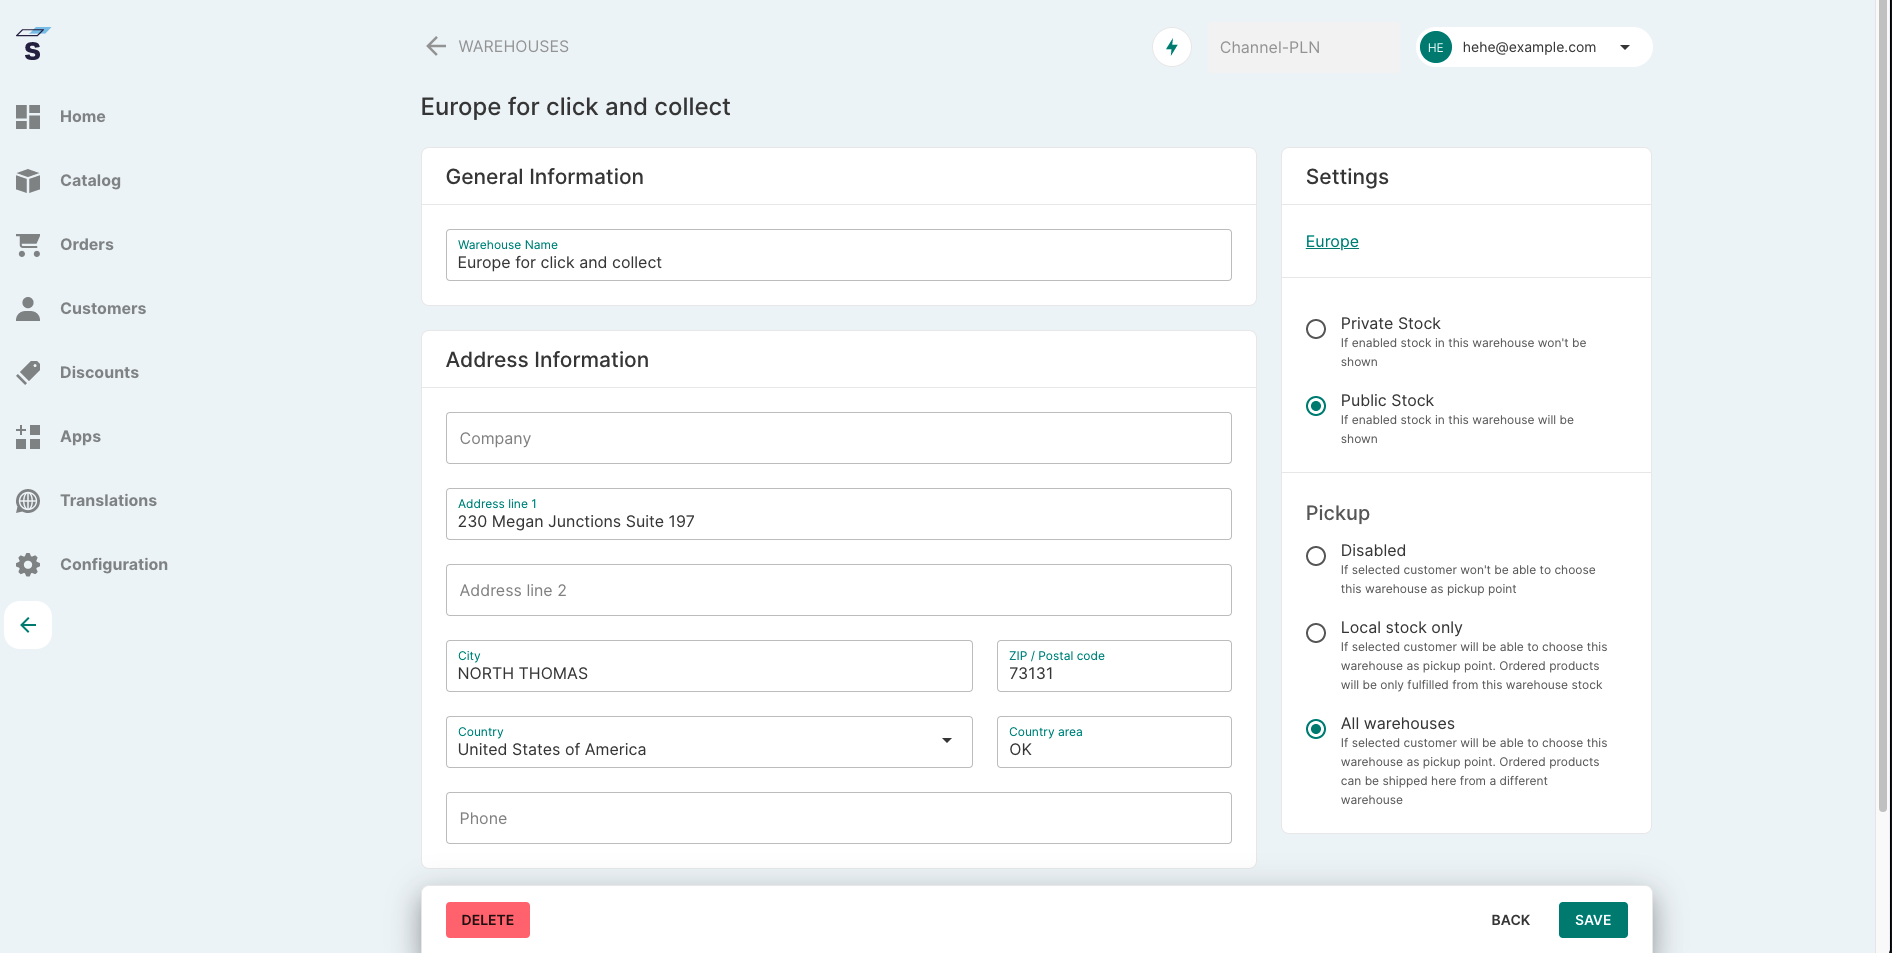 S
WAREHOUSES
Channel-PLN
HE
hehe@example.com
Home
Catalog
Orders
Customers
Discounts
Apps
Translations
Configuration
Europe for click and collect
General Information
Warehouse Name
Europe for click and collect
Address Information
Company
Address line 1
230 Megan Junctions Suite 197
Address line 2
City
NORTH THOMAS
ZIP / Postal code
73131
Country
United States of America
Country area
OK
Phone
Settings
Europe
Private Stock
If enabled stock in this warehouse won't be
shown
Public Stock
If enabled stock in this warehouse will be
shown
Pickup
Disabled
If selected customer won't be able to choose
this warehouse as pickup point
Local stock only
If selected customer will be able to choose this
warehouse as pickup point. Ordered products
will be only fulfilled from this warehouse stock
All warehouses
If selected customer will be able to choose this
warehouse as pickup point. Ordered products
can be shipped here from a different
warehouse
DELETE
BACK
SAVE